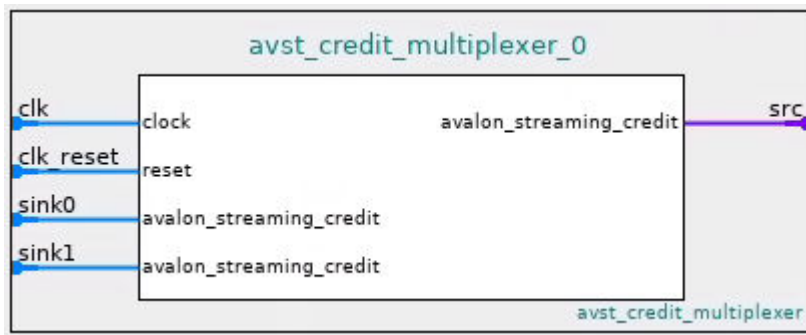 avst_credit_multiplexer_0
clk
clock
avalon_streaming_credit
src
clk_reset
reset
sink0
avalon_streaming_credit
sink1
avalon_streaming_credit
avst_credit_multiplexer